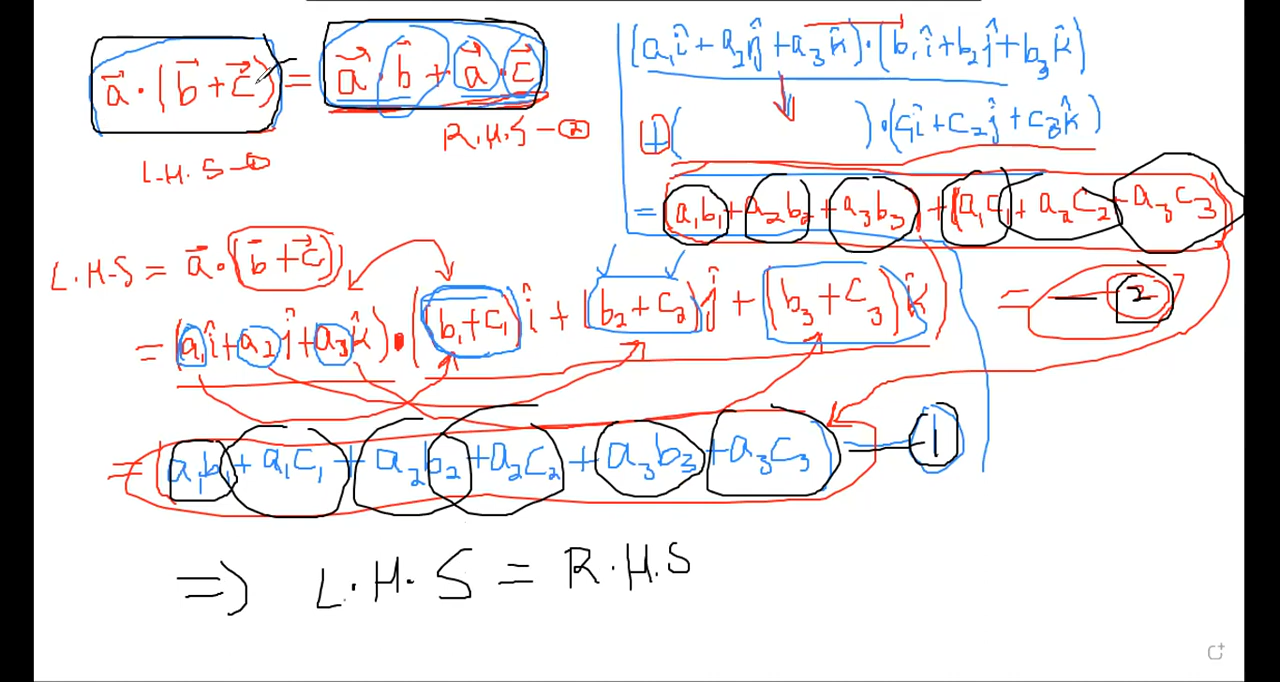 a⃗ · (b⃗ + c⃗) = a⃗ · b⃗ + a⃗ · c⃗
L.H.S – ①
R.H.S – ②
(a₁î + a₂ĵ + a₃k̂) · (b₁î + b₂ĵ + b₃k̂)
+ ( ) · (c₁î + c₂ĵ + c₃k̂)
= (a₁b₁ + a₂b₂ + a₃b₃) + (a₁c₁ + a₂c₂ + a₃c₃)
= — 2
L.H.S = a⃗ · (b⃗ + c⃗)
= (a₁î + a₂ĵ + a₃k̂) · ((b₁ + c₁)î + (b₂ + c₂)ĵ + (b₃ + c₃)k̂)
= (a₁b₁ + a₁c₁ + a₂b₂ + a₂c₂ + a₃b₃ + a₃c₃ — 1
=> L.H.S = R.H.S